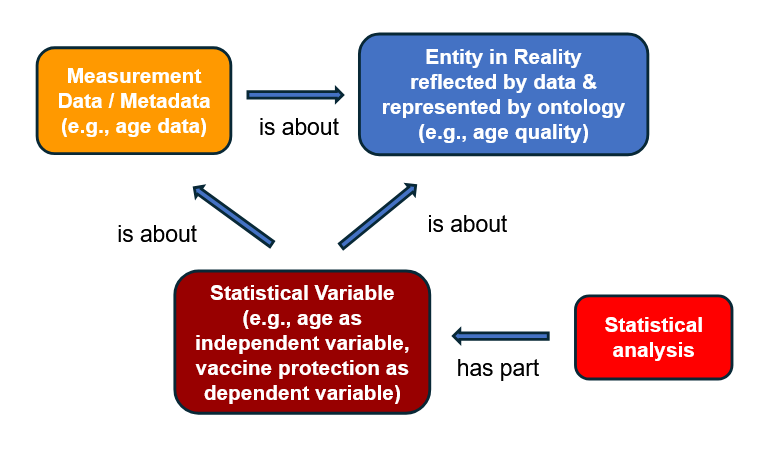 Measurement
Data / Metadata
(e.g., age data)
is about
Entity in Reality
reflected by data &
represented by ontology
(e.g., age quality)
is about
is about
Statistical Variable
(e.g., age as
independent variable,
vaccine protection as
dependent variable)
has part
Statistical
analysis